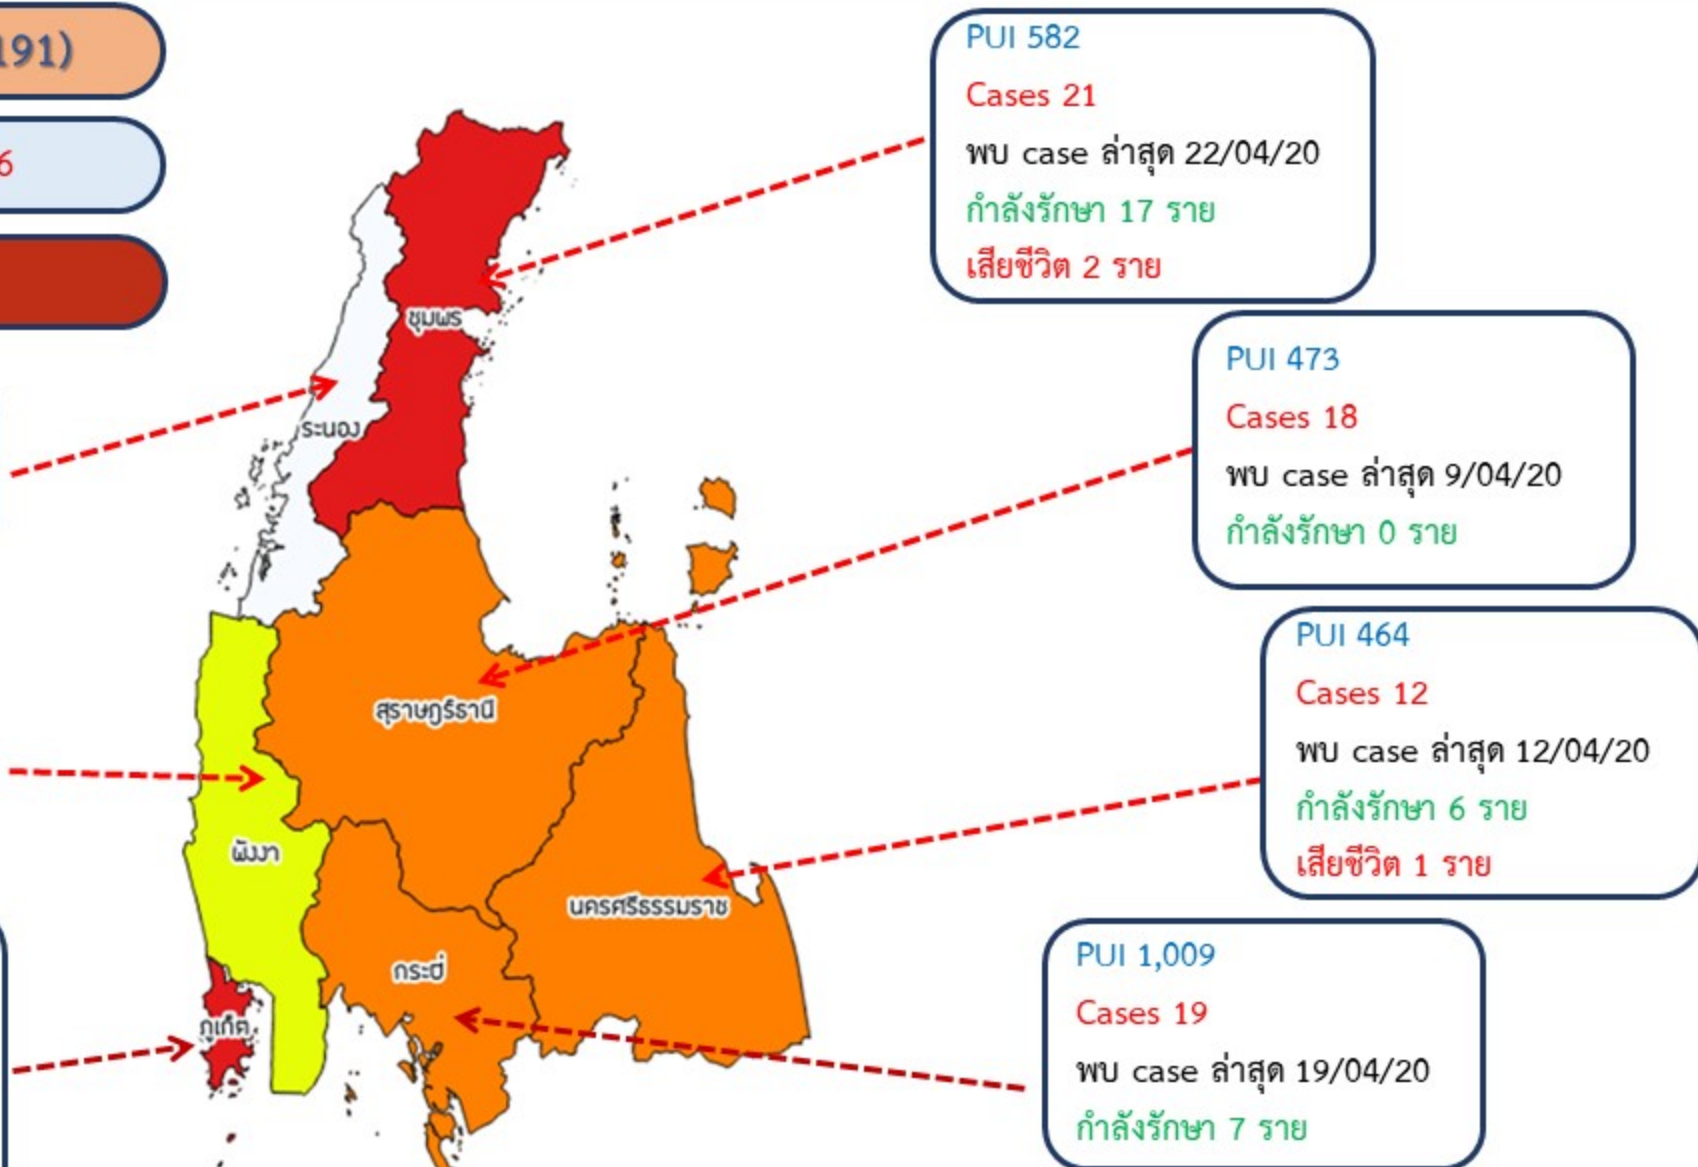 191)
6
PUI 582
Cases 21
พบ case ล่าสุด 22/04/20
กำลังรักษา 17 ราย
เสียชีวิต 2 ราย
PUI 473
Cases 18
พบ case ล่าสุด 9/04/20
กำลังรักษา 0 ราย
PUI 464
Cases 12
พบ case ล่าสุด 12/04/20
กำลังรักษา 6 ราย
เสียชีวิต 1 ราย
PUI 1,009
Cases 19
พบ case ล่าสุด 19/04/20
กำลังรักษา 7 ราย
ชุมพร
ระนอง
สุราษฎร์ธานี
พังงา
นครศรีธรรมราช
กระบี่
ภูเก็ต